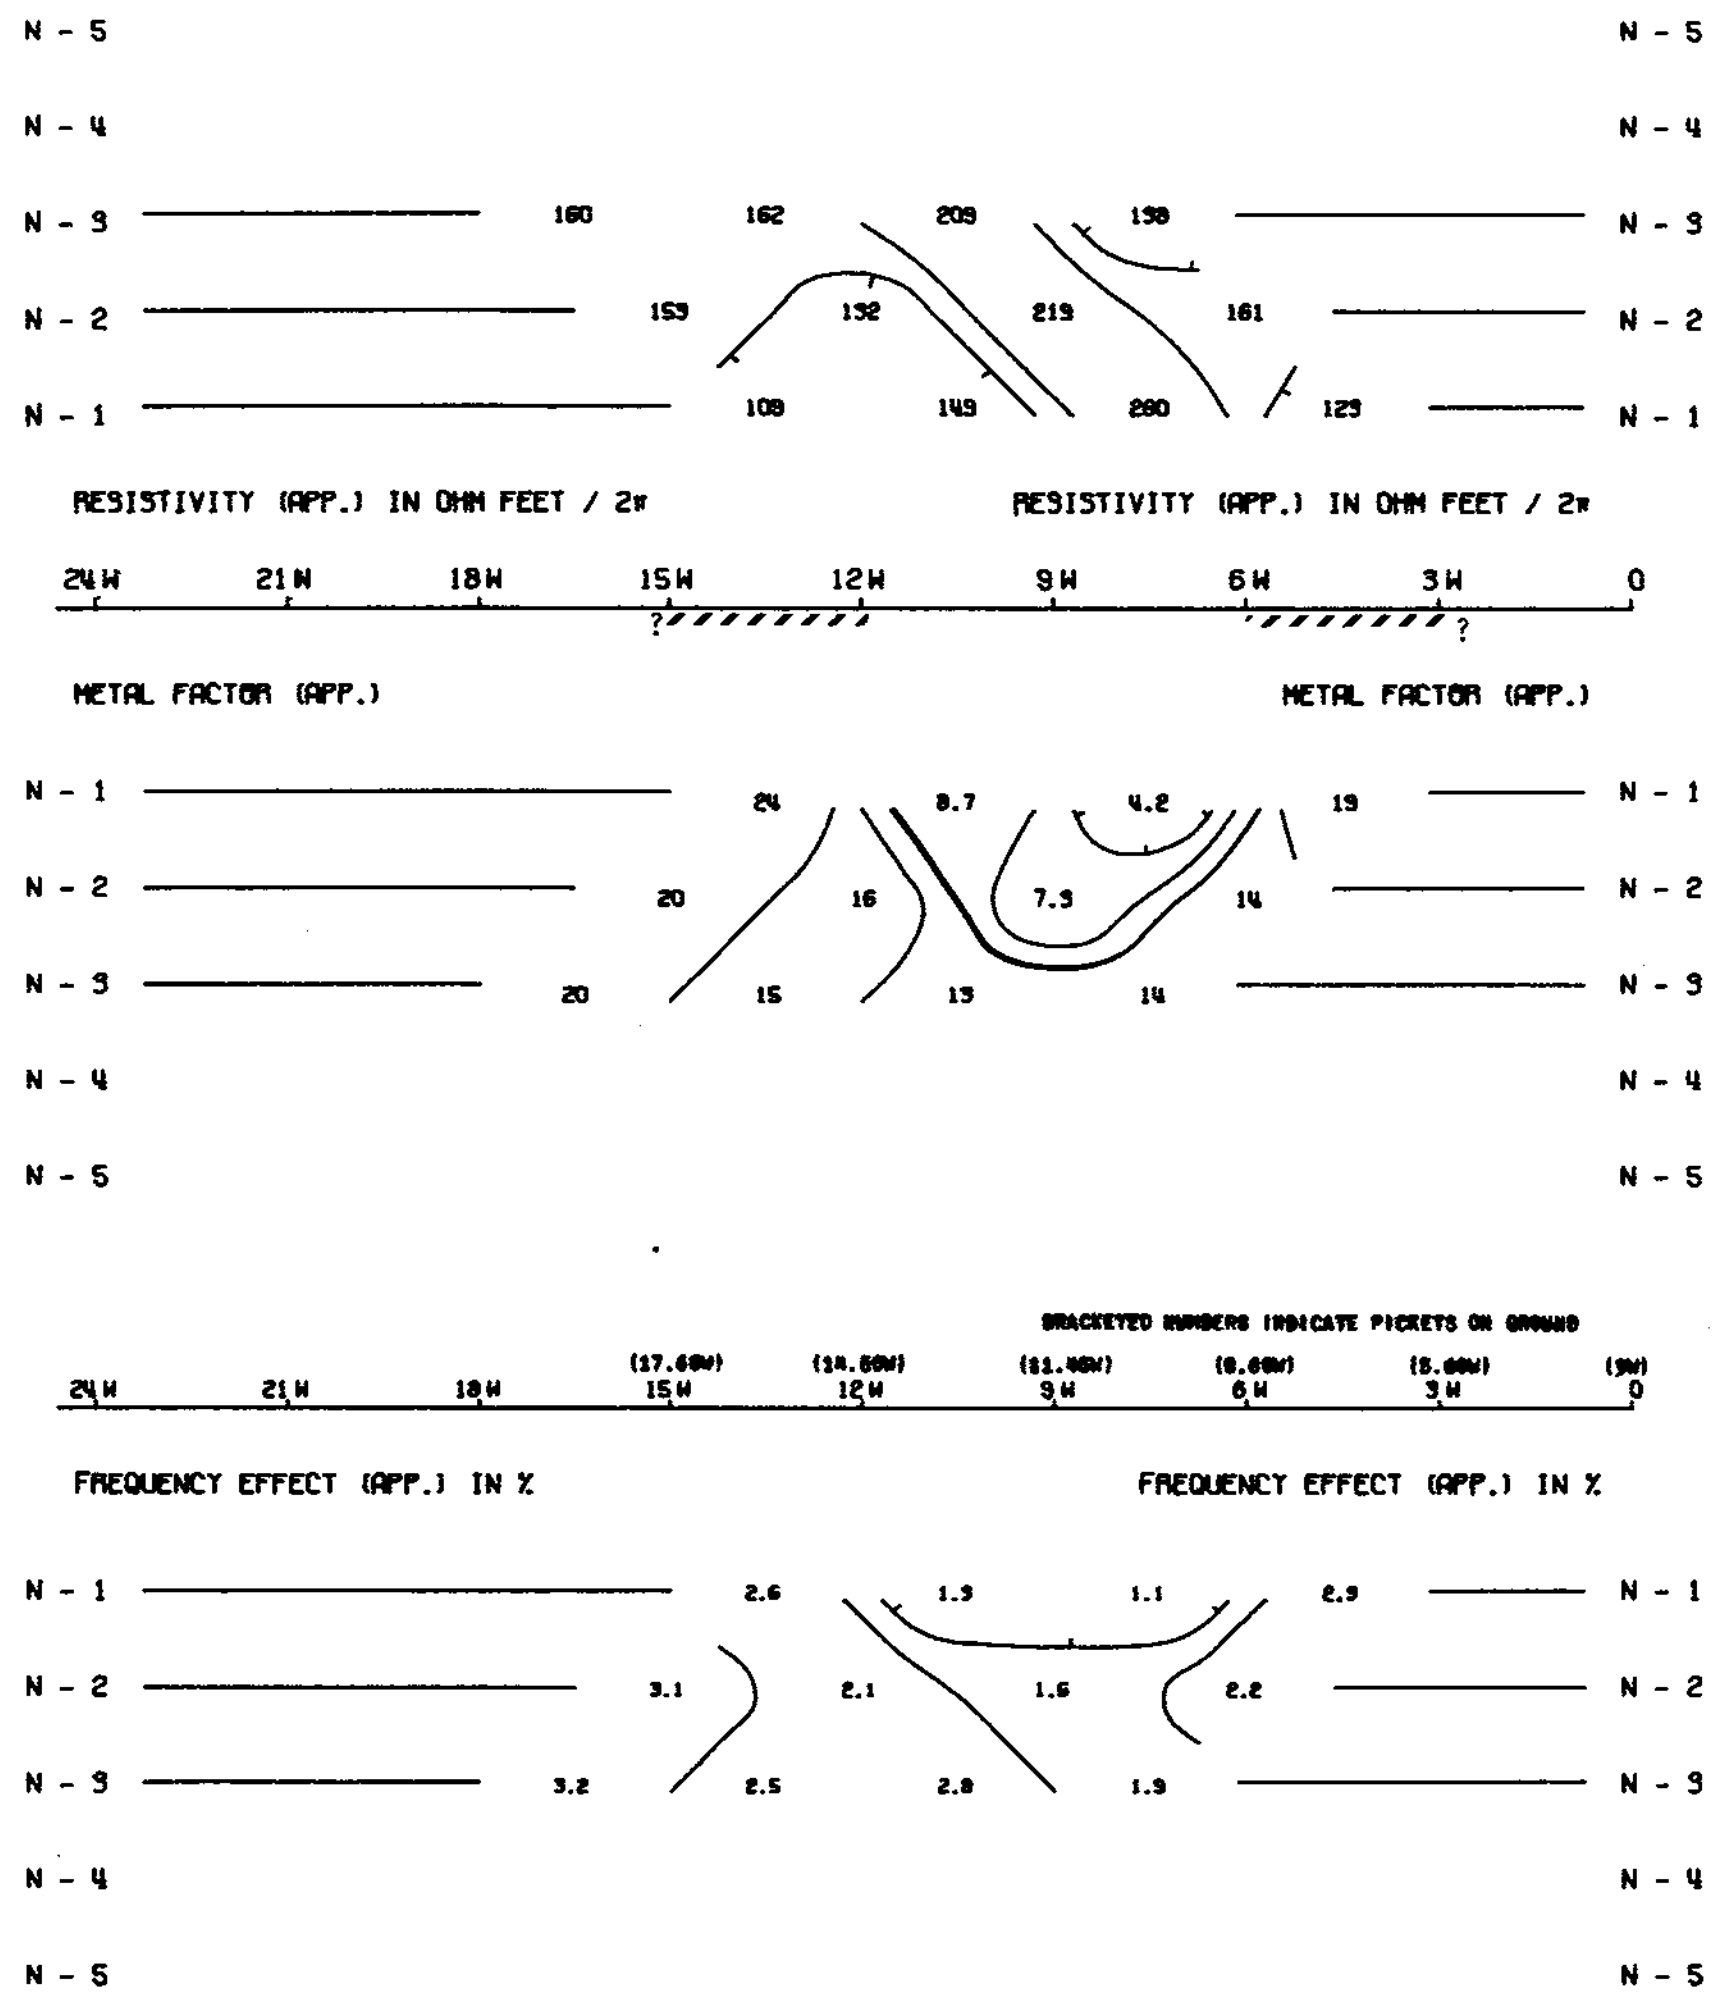 N - 5 N - 5
N - 4 N - 4
N - 3 160 162 209 138 N - 3
N - 2 153 132 219 161 N - 2
N - 1 109 149 260 123 N - 1
RESISTIVITY (APP.) IN OHM FEET / 2π RESISTIVITY (APP.) IN OHM FEET / 2π
24W 21W 18W 15W 12W 9W 6W 3W 0
? ?
METAL FACTOR (APP.) METAL FACTOR (APP.)
N - 1 24 8.7 4.2 19 N - 1
N - 2 20 16 7.3 14 N - 2
N - 3 20 15 13 14 N - 3
N - 4 N - 4
N - 5 N - 5
BRACKETED NUMBERS INDICATE PICKETS ON GROUND
(17.60W) (14.60W) (8.60W) (5.60W) (3W)
24W 21W 18W 15W 12W 9W 6W 3W 0
FREQUENCY EFFECT (APP.) IN % FREQUENCY EFFECT (APP.) IN %
N - 1 2.6 1.3 1.1 2.3 N - 1
N - 2 3.1 2.1 1.6 2.2 N - 2
N - 3 3.2 2.5 2.8 1.9 N - 3
N - 4 N - 4
N - 5 N - 5